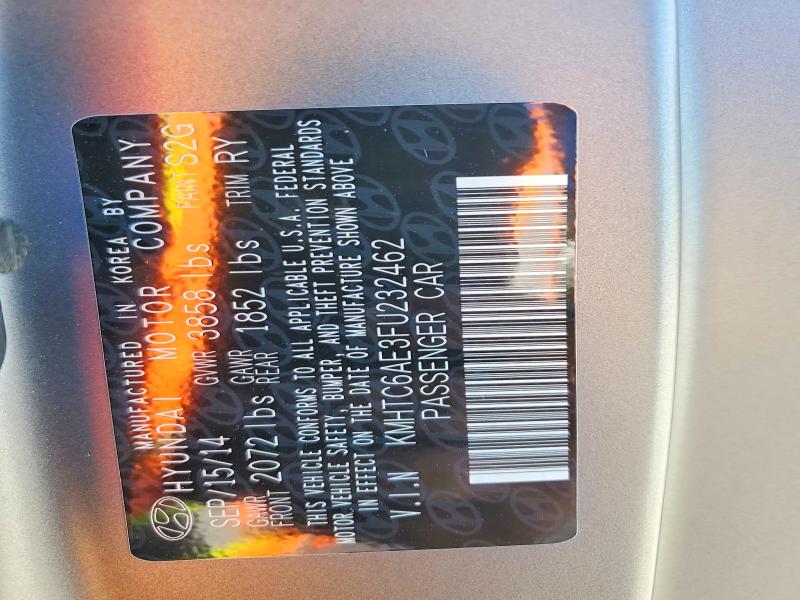 MANUFACTURED IN KOREA BY
HYUNDAI MOTOR COMPANY
SEP/15/14 GVWR 3858 lbs PAINT S2G
GAWR FRONT 2072 lbs GAWR REAR 1852 lbs TRIM RY
THIS VEHICLE CONFORMS TO ALL APPLICABLE U.S.A. FEDERAL
MOTOR VEHICLE SAFETY, BUMPER, AND THEFT PREVENTION STANDARDS
IN EFFECT ON THE DATE OF MANUFACTURE SHOWN ABOVE
V.I.N KMHTC6AE3FU232462
PASSENGER CAR